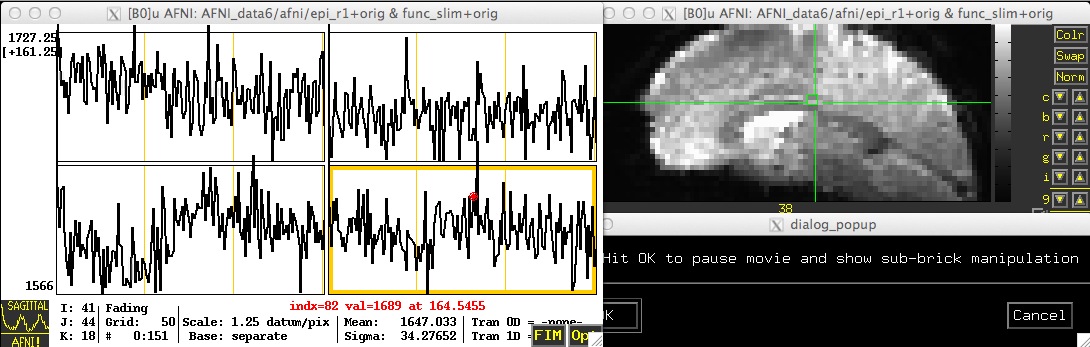 [B0]u AFNI: AFNI_data6/afni/epi_r1+orig & func_slim+orig
1727.25
[+161.25
1566
SAGITTAL
AFNI!
I: 41
J: 44
K: 18
Fading
Grid: 50
# 0:151
Scale: 1.25 datum/pix
Base: separate
indx=82 val=1689 at 164.5455
Mean: 1647.033
Sigma: 34.27652
Tran 0D = -none-
Tran 1D =
FIM
Opt
[B0]u AFNI: AFNI_data6/afni/epi_r1+orig & func_slim+orig
Colr
Swap
Norm
c
b
r
g
i
9
38
dialog_popup
Hit OK to pause movie and show sub-brick manipulation
K
Cancel